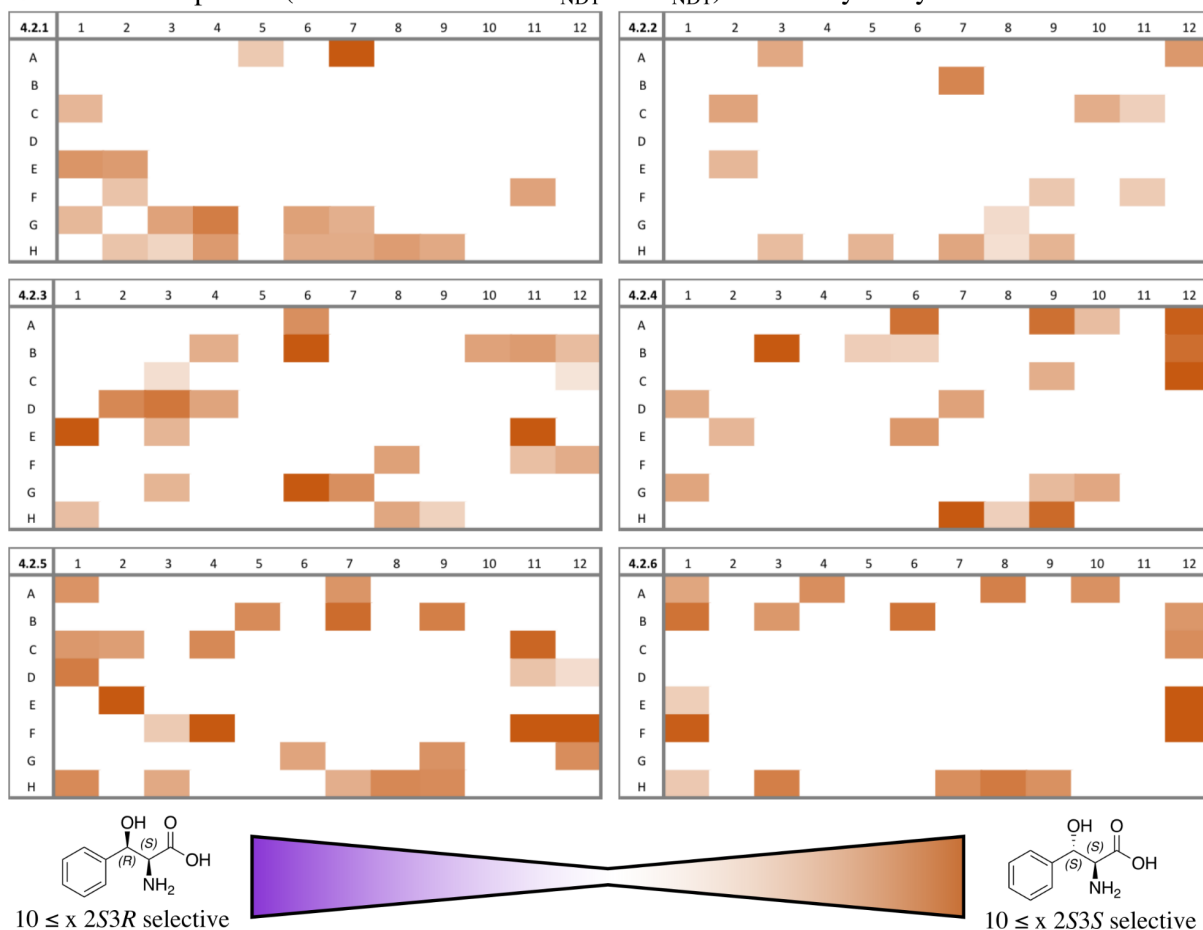 ND1 ND1
4.2.1 1 2 3 4 5 6 7 8 9 10 11 12
A
B
C
D
E
F
G
H
4.2.2 1 2 3 4 5 6 7 8 9 10 11 12
A
B
C
D
E
F
G
H
4.2.3 1 2 3 4 5 6 7 8 9 10 11 12
A
B
C
D
E
F
G
H
4.2.4 1 2 3 4 5 6 7 8 9 10 11 12
A
B
C
D
E
F
G
H
4.2.5 1 2 3 4 5 6 7 8 9 10 11 12
A
B
C
D
E
F
G
H
4.2.6 1 2 3 4 5 6 7 8 9 10 11 12
A
B
C
D
E
F
G
H
OH O
(S)
(R) OH
NH2
10 ≤ x 2S3R selective
OH O
(S)
(S) OH
NH2
10 ≤ x 2S3S selective